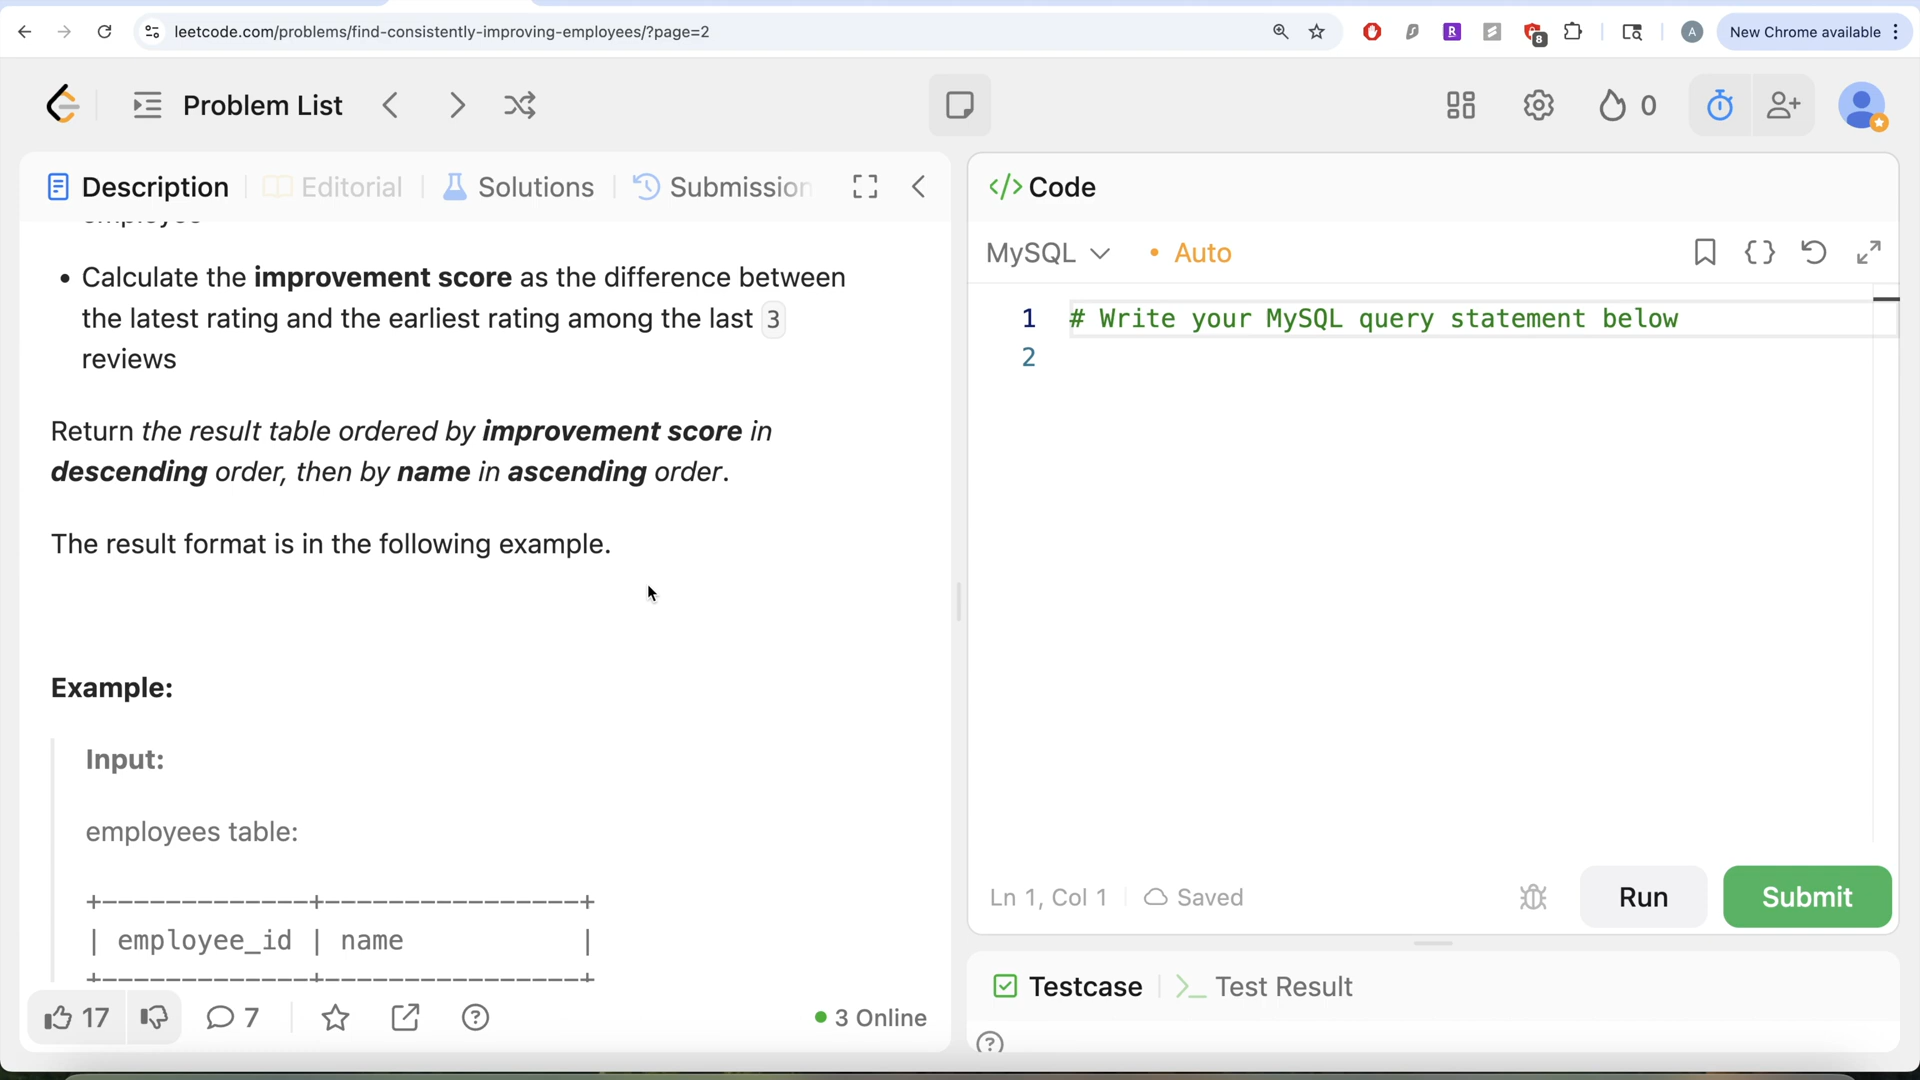 leetcode.com/problems/find-consistently-improving-employees/?page=2
R
8
A
New Chrome available
Problem List
0
Description
Editorial
Solutions
Submission
</> Code
MySQL
• Auto
• Calculate the improvement score as the difference between
the latest rating and the earliest rating among the last 3
reviews
Return the result table ordered by improvement score in
descending order, then by name in ascending order.
The result format is in the following example.
Example:
Input:
employees table:
+-------------+---------------+
| employee_id | name          |
+-------------+---------------+
17
7
3 Online
1 # Write your MySQL query statement below
2
Ln 1, Col 1
Saved
Run
Submit
Testcase
>_ Test Result